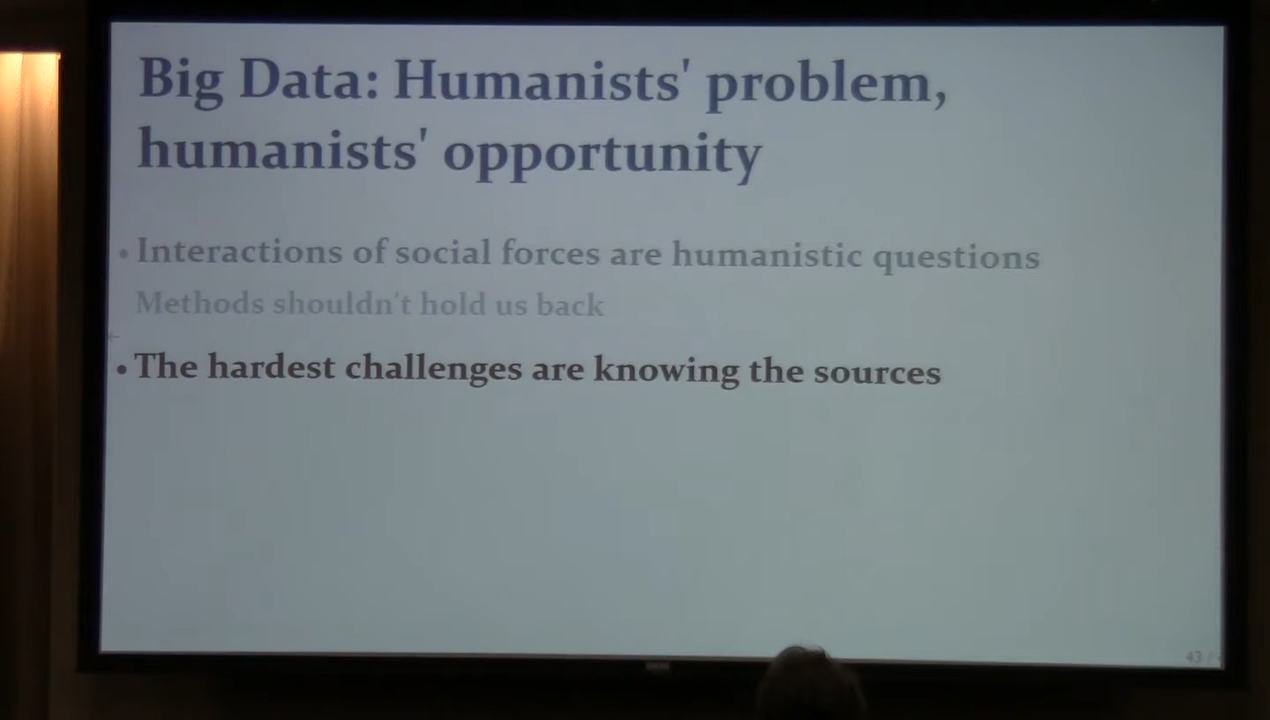 Big Data: Humanists' problem,
humanists' opportunity
• Interactions of social forces are humanistic questions
Methods shouldn't hold us back
• The hardest challenges are knowing the sources
43 /